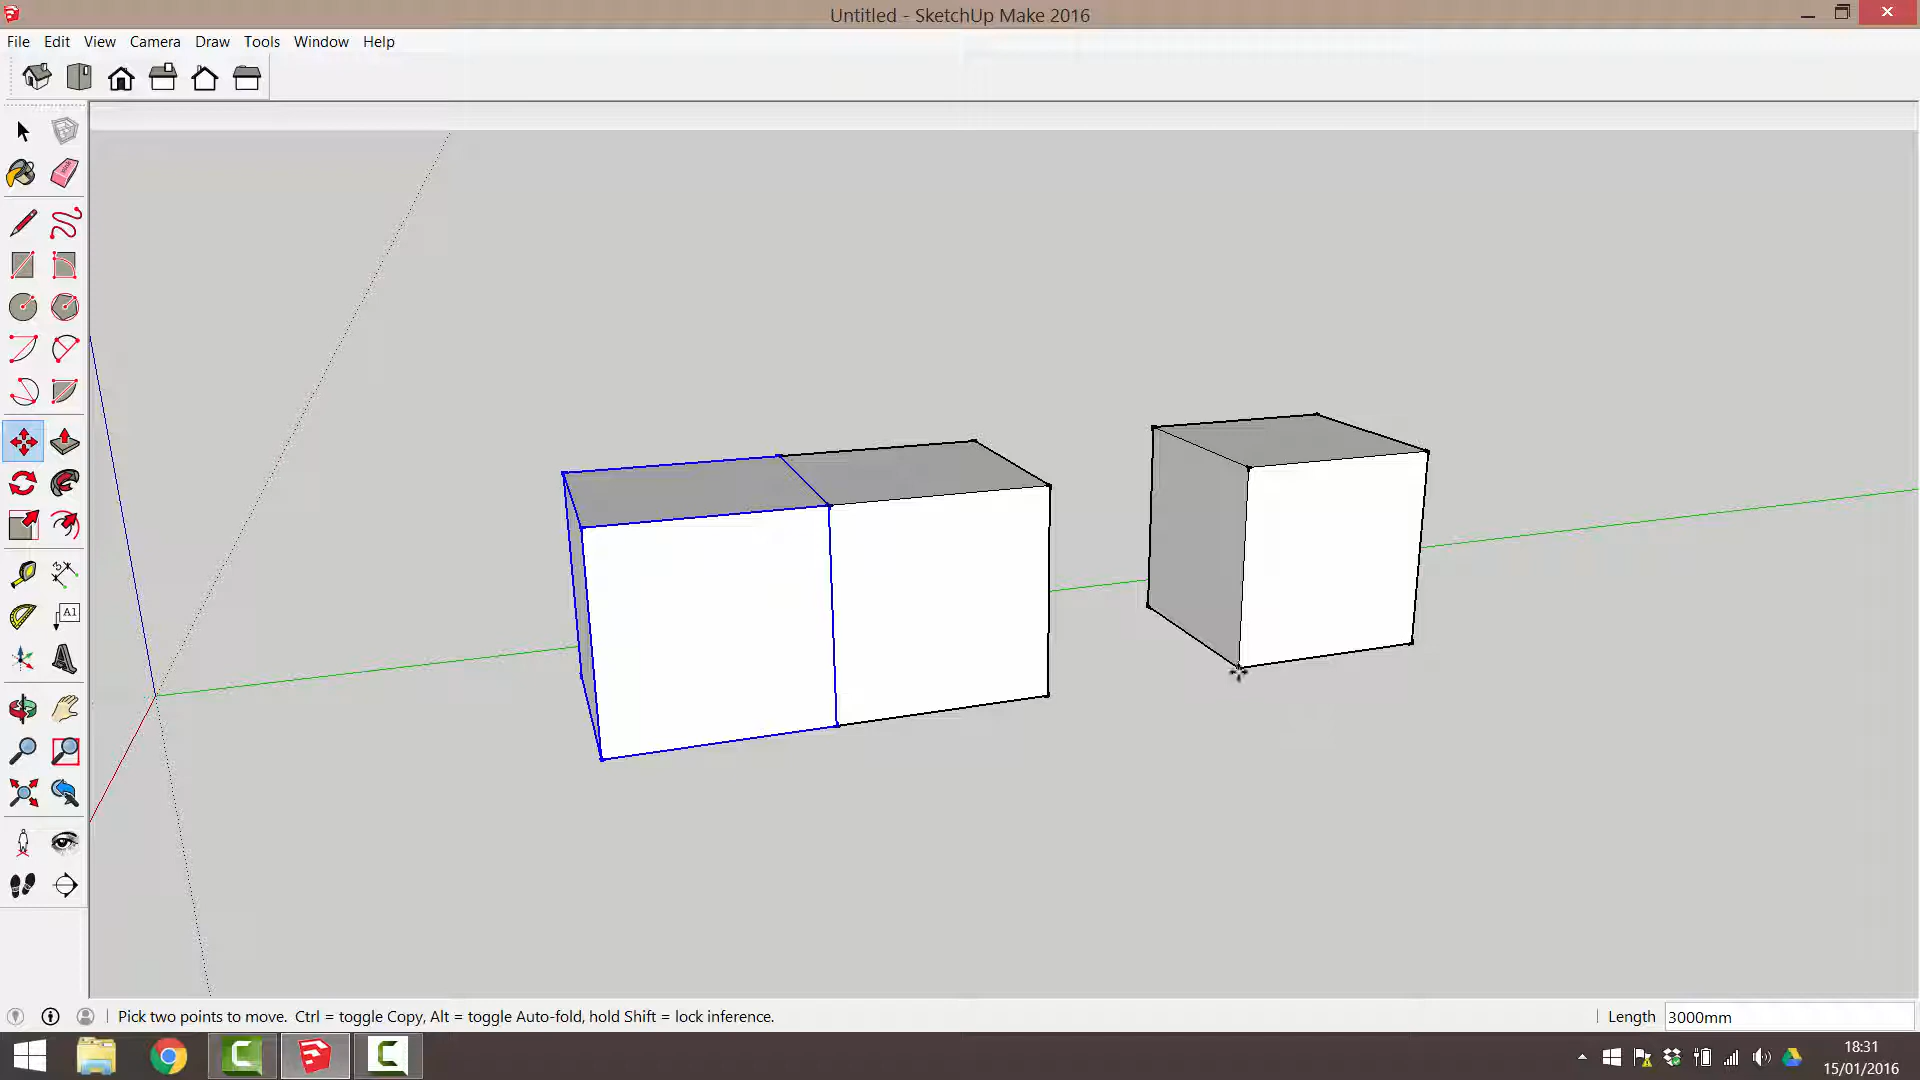 Untitled - SketchUp Make 2016
File Edit View Camera Draw Tools Window Help
A1
Pick two points to move. Ctrl = toggle Copy, Alt = toggle Auto-fold, hold Shift = lock inference.
Length 3000mm
18:31
15/01/2016